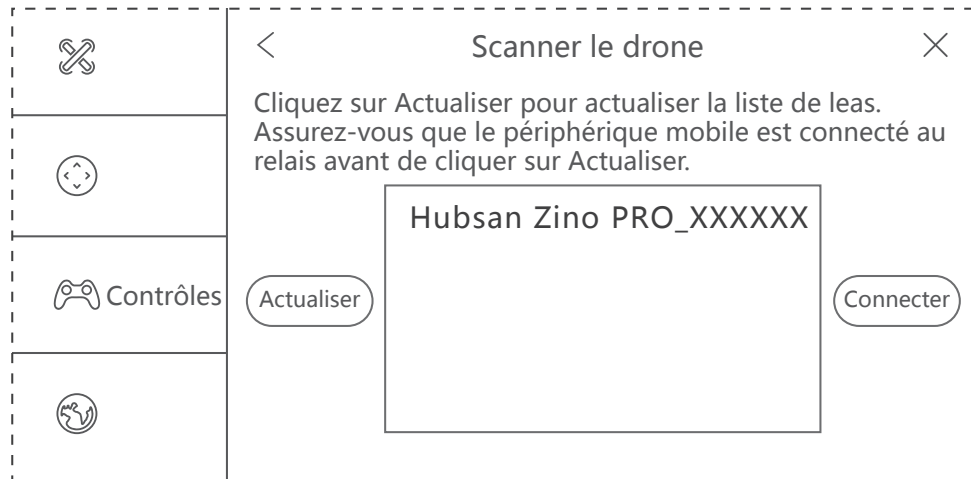 Scanner le drone
Cliquez sur Actualiser pour actualiser la liste de leas.
Assurez-vous que le périphérique mobile est connecté au
relais avant de cliquer sur Actualiser.
Hubsan Zino PRO_XXXXXX
Contrôles
Actualiser
Connecter